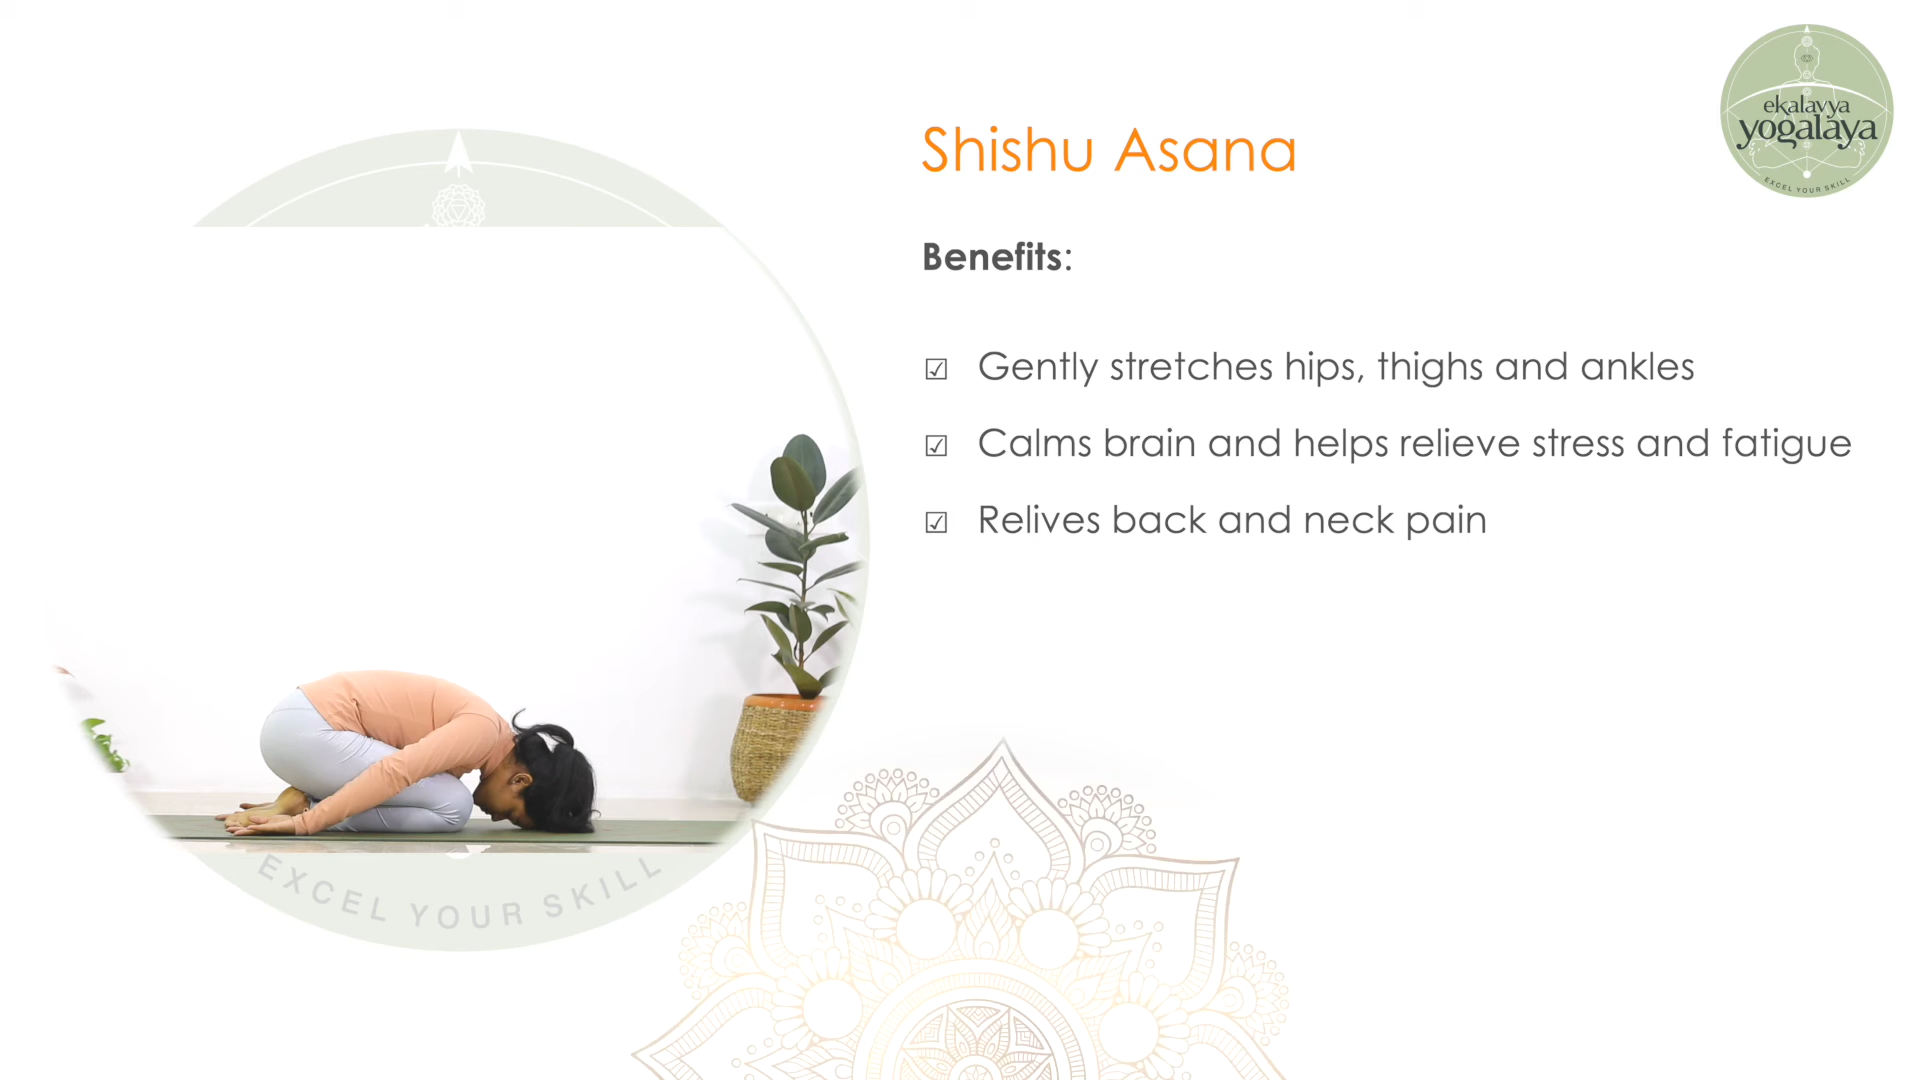 ekalavya
yogalaya
EXCEL YOUR SKILL
Shishu Asana
Benefits:
☑ Gently stretches hips, thighs and ankles
☑ Calms brain and helps relieve stress and fatigue
☑ Relives back and neck pain
EXCEL YOUR SKILL